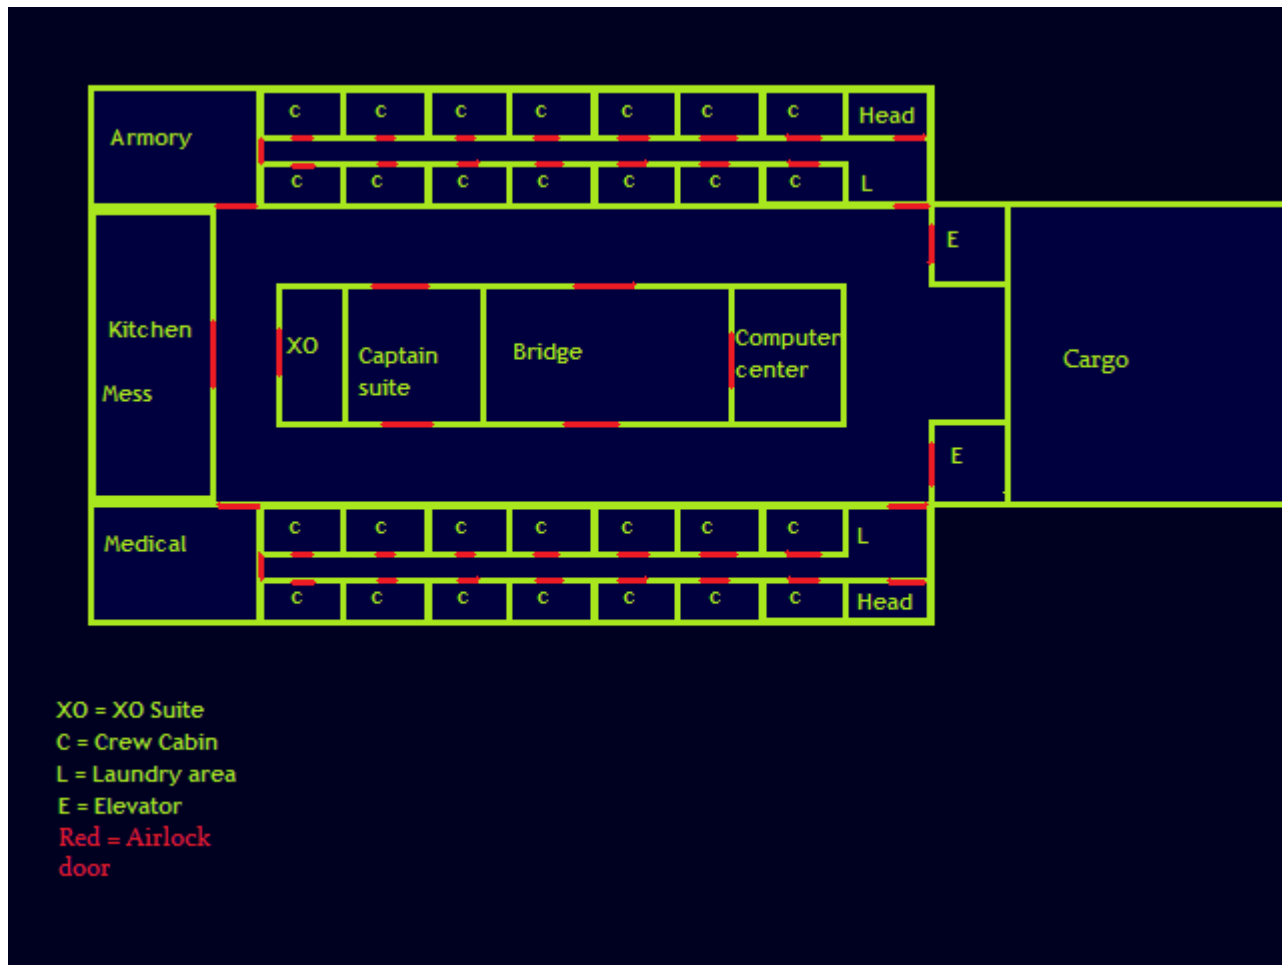 C C C C C C C Head
Armory
C C C C C C C L
E
Kitchen
XO
Captain
suite
Bridge
Computer
center
Cargo
Mess
E
Medical
C C C C C C C L
C C C C C C C Head
XO = XO Suite
C = Crew Cabin
L = Laundry area
E = Elevator
Red = Airlock
door